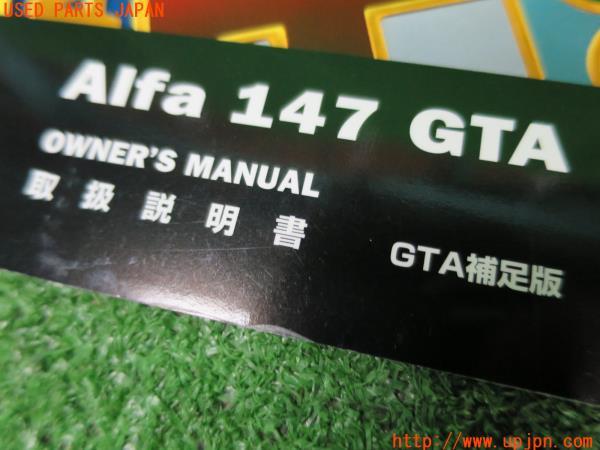 USED PARTS JAPAN
Alfa 147 GTA
OWNER'S MANUAL
取扱説明書
GTA補足版
http://www.upjpn.com/